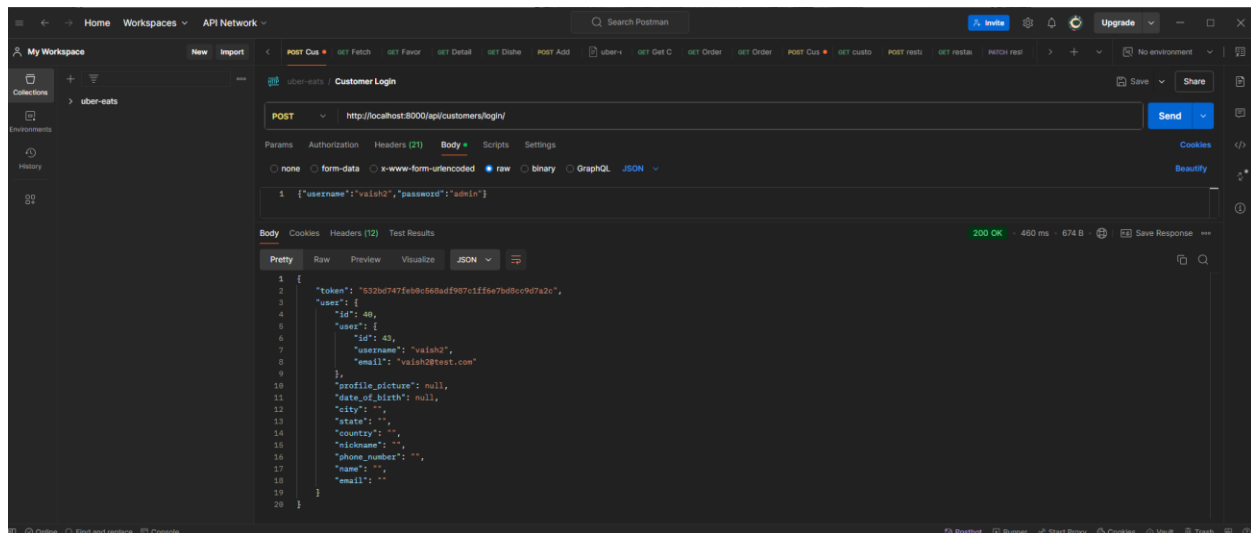 Home Workspaces API Network
Search Postman
Invite
Upgrade
My Workspace New Import
POST Cus GET Fetch GET Favor GET Detail GET Dishe POST Add GET Get C GET Order GET Order POST Cus GET custo POST resta GET restau PATCH rest No environment
Collections
Environments
History
uber-eats
uber-eats / Customer Login
Save Share
POST http://localhost:8000/api/customers/login/ Send
Params Authorization Headers (21) Body Scripts Settings Cookies
none form-data x-www-form-urlencoded raw binary GraphQL JSON Beautify
1 {"username":"vaish2","password":"admin"}
Body Cookies Headers (12) Test Results 200 OK 460 ms 674 B Save Response
Pretty Raw Preview Visualize JSON
1 {
2 "token": "532bd747feb0c568adf987c1ff6e7bd8cc9d7a2c",
3 "user": {
4 "id": 40,
5 "user": {
6 "id": 43,
7 "username": "vaish2",
8 "email": "vaish2@test.com"
9 },
10 "profile_picture": null,
11 "date_of_birth": null,
12 "city": "",
13 "state": "",
14 "country": "",
15 "nickname": "",
16 "phone_number": "",
17 "name": "",
18 "email": ""
19 }
20 }
Online Find and replace Console Postbot Runner Start Proxy Cookies Vault Trash